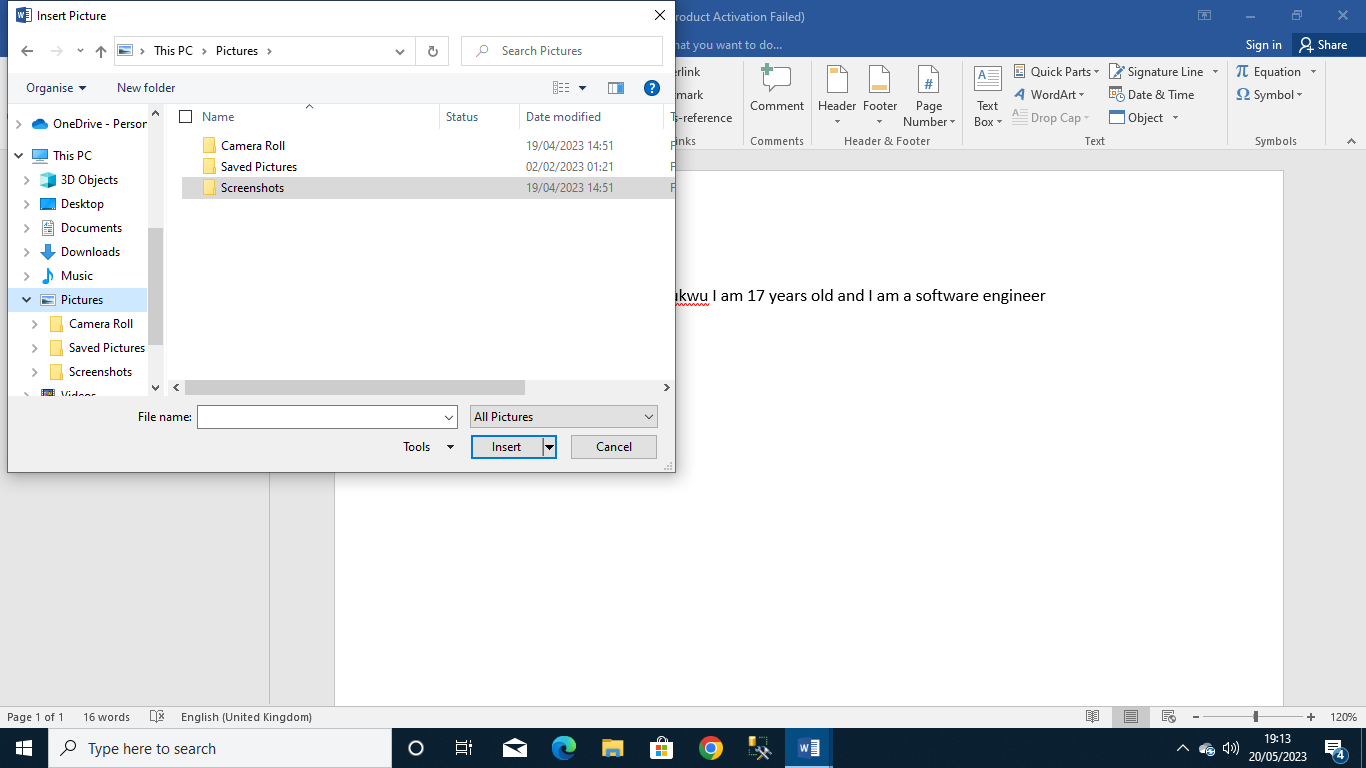 Insert Picture
roduct Activation Failed)
This PC
Pictures
Search Pictures
hat you want to do...
Sign in
Share
Organise
New folder
erlink
mark
s-reference
nks
Comment
Comments
Header
Footer
Page
Number
Header & Footer
Text
Box
Quick Parts
WordArt
Drop Cap
Signature Line
Date & Time
Object
Text
Equation
Symbol
Symbols
Name
Status
Date modified
T
OneDrive - Person
This PC
3D Objects
Desktop
Documents
Downloads
Music
Pictures
Camera Roll
Saved Pictures
Screenshots
Videos
Camera Roll 19/04/2023 14:51 F
Saved Pictures 02/02/2023 01:21 F
Screenshots 19/04/2023 14:51 F
ukwu I am 17 years old and I am a software engineer
File name:
All Pictures
Tools
Insert
Cancel
Page 1 of 1
16 words
English (United Kingdom)
120%
Type here to search
19:13
20/05/2023
4